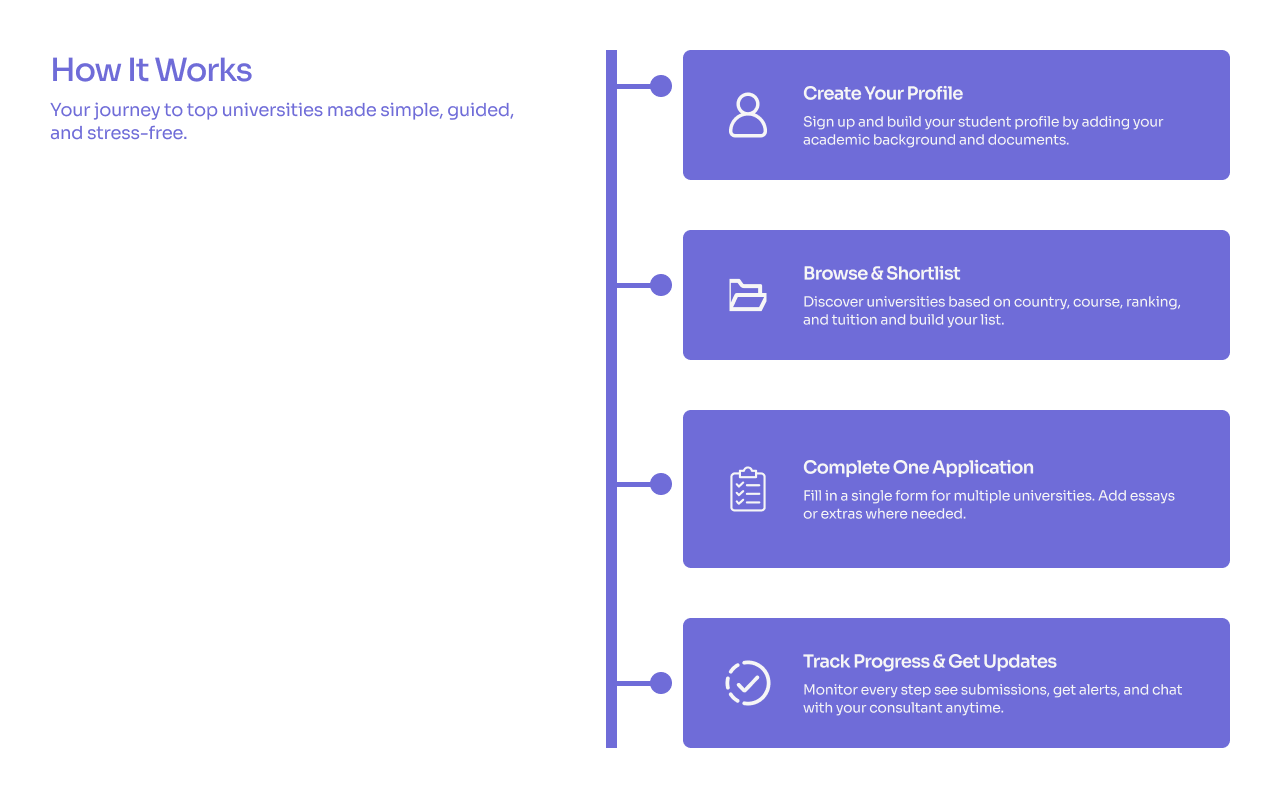 How It Works
Your journey to top universities made simple, guided,
and stress-free.
Create Your Profile
Sign up and build your student profile by adding your
academic background and documents.
Browse & Shortlist
Discover universities based on country, course, ranking,
and tuition and build your list.
Complete One Application
Fill in a single form for multiple universities. Add essays
or extras where needed.
Track Progress & Get Updates
Monitor every step see submissions, get alerts, and chat
with your consultant anytime.